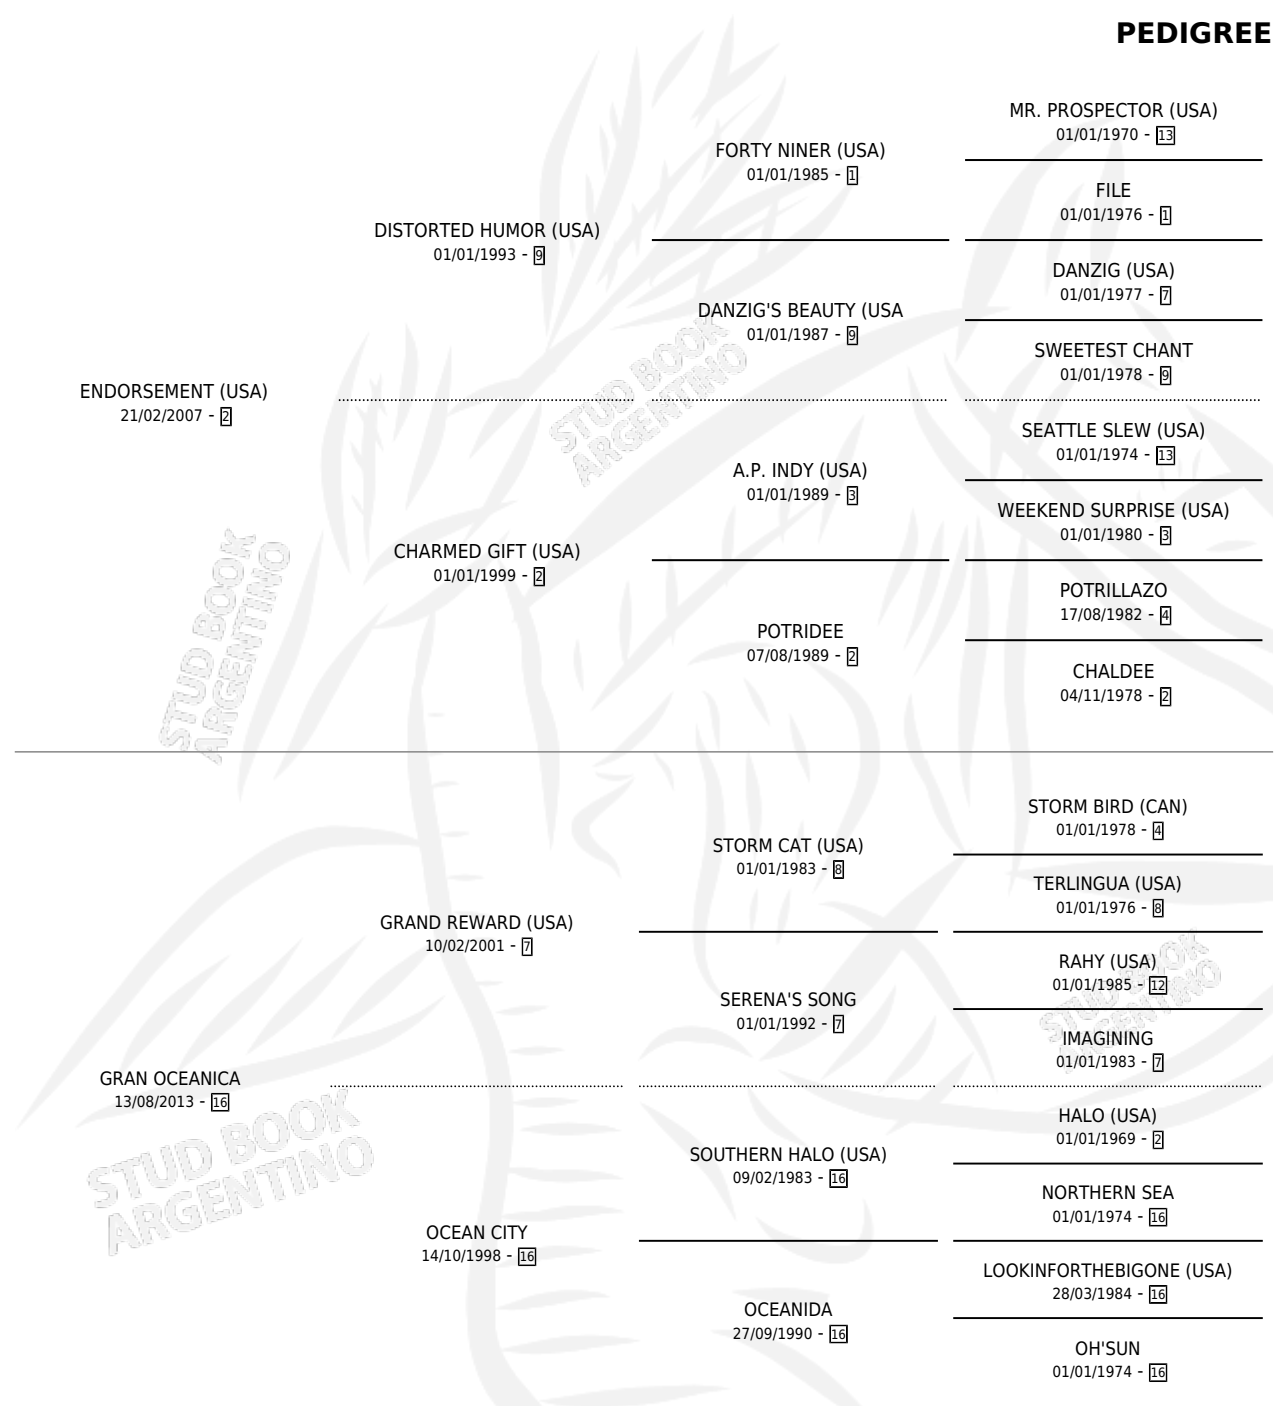 PEDIGREE
MR. PROSPECTOR (USA)
01/01/1970 - 13
FORTY NINER (USA)
01/01/1985 - 1
FILE
01/01/1976 - 1
DISTORTED HUMOR (USA)
01/01/1993 - 9
DANZIG (USA)
01/01/1977 - 7
DANZIG'S BEAUTY (USA
01/01/1987 - 9
SWEETEST CHANT
01/01/1978 - 9
ENDORSEMENT (USA)
21/02/2007 - 2
STUD BOOK
ARGENTINO
SEATTLE SLEW (USA)
01/01/1974 - 13
A.P. INDY (USA)
01/01/1989 - 3
WEEKEND SURPRISE (USA)
01/01/1980 - 3
CHARMED GIFT (USA)
01/01/1999 - 2
POTRILLAZO
17/08/1982 - 4
POTRIDEE
07/08/1989 - 2
CHALDEE
04/11/1978 - 2
STUD BOOK
ARGENTINO
STORM BIRD (CAN)
01/01/1978 - 4
STORM CAT (USA)
01/01/1983 - 8
TERLINGUA (USA)
01/01/1976 - 8
GRAND REWARD (USA)
10/02/2001 - 7
RAHY (USA)
01/01/1985 - 12
SERENA'S SONG
01/01/1992 - 7
STUD BOOK
ARGENTINO
IMAGINING
01/01/1983 - 7
GRAN OCEANICA
13/08/2013 - 16
HALO (USA)
01/01/1969 - 2
SOUTHERN HALO (USA)
09/02/1983 - 16
STUD BOOK
ARGENTINO
NORTHERN SEA
01/01/1974 - 16
OCEAN CITY
14/10/1998 - 16
LOOKINFORTHEBIGONE (USA)
28/03/1984 - 16
OCEANIDA
27/09/1990 - 16
OH'SUN
01/01/1974 - 16